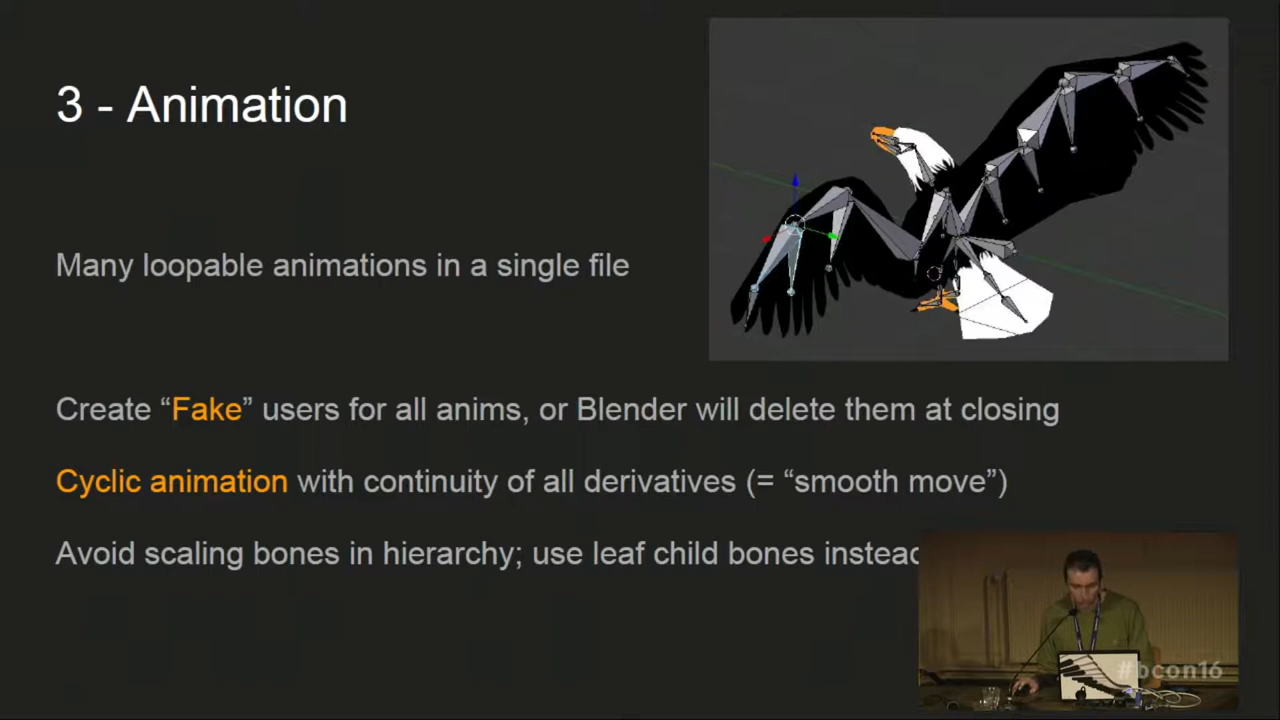 3 - Animation
Many loopable animations in a single file
Create “Fake” users for all anims, or Blender will delete them at closing
Cyclic animation with continuity of all derivatives (= “smooth move”)
Avoid scaling bones in hierarchy; use leaf child bones instead
#bcon16